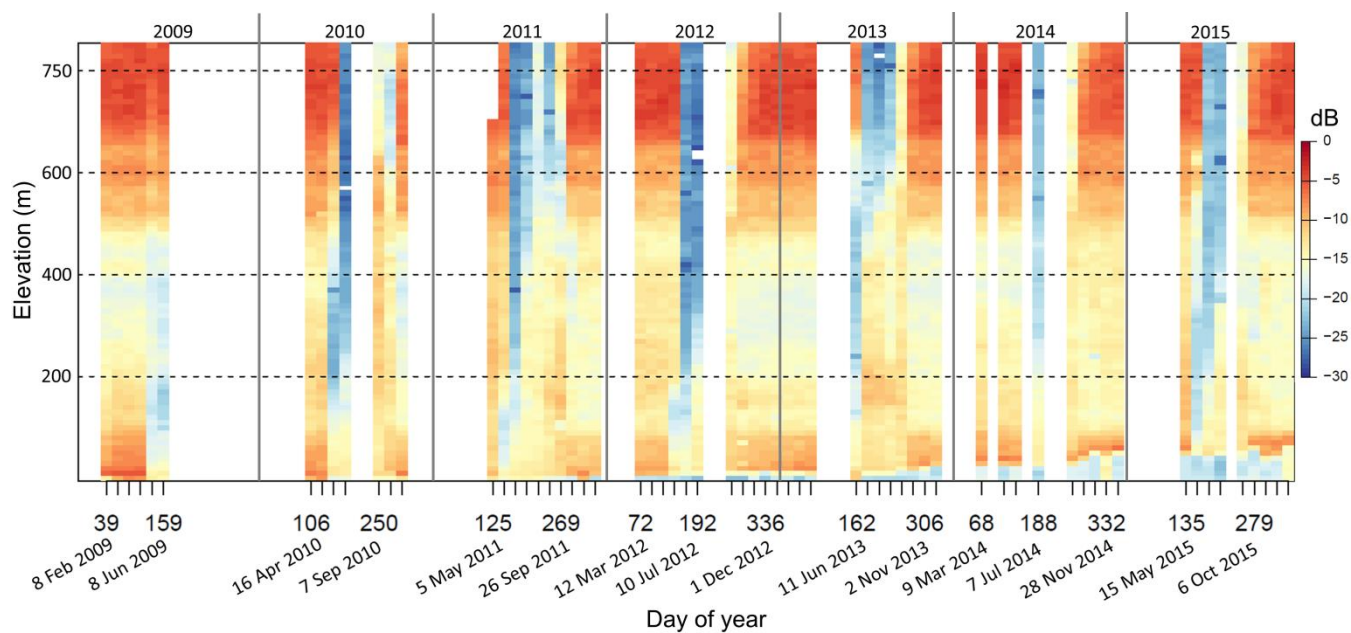 2009 2010 2011 2012 2013 2014 2015
750
600
400
200
Elevation (m)
dB
0
−5
−10
−15
−20
−25
−30
39 159 106 250 125 269 72 192 336 162 306 68 188 332 135 279
8 Feb 2009 8 Jun 2009 16 Apr 2010 7 Sep 2010 5 May 2011 26 Sep 2011 12 Mar 2012 10 Jul 2012 1 Dec 2012 11 Jun 2013 2 Nov 2013 9 Mar 2014 7 Jul 2014 28 Nov 2014 15 May 2015 6 Oct 2015
Day of year